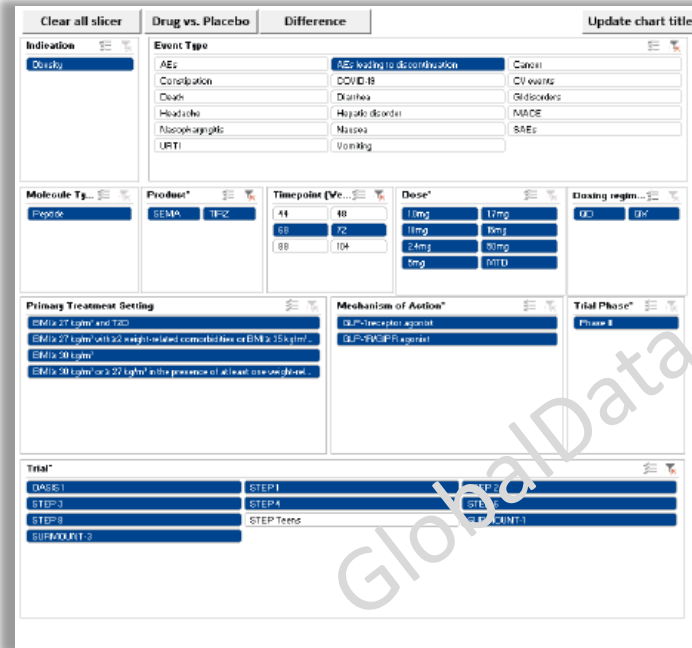 Clear all slicer Drug vs. Placebo Difference Update chart title
Indication Event Type
Obesity AEs AEs leading to discontinuation Cancer
Constipation COVID-19 CV events
Death Diarrhea GI disorders
Headache Hepatic disorder MACE
Nasopharyngitis Nausea SAEs
URTI Vomiting
Molecule Ty... Product* Timepoint (We... Dose* Dosing regim...
Peptide SEMA TIRZ 44 48 1.0mg 1.7mg QD QW
68 72 10mg 15mg
88 104 2.4mg 50mg
5mg MTD
Primary Treatment Setting Mechanism of Action* Trial Phase*
BMI ≥ 27 kg/m² and T2D GLP-1 receptor agonist Phase III
BMI ≥ 27 kg/m² with ≥2 weight-related comorbidities or BMI ≥ 35 kg/m²... GLP-1R/GIPR agonist
BMI ≥ 30 kg/m²
BMI ≥ 30 kg/m² or ≥ 27 kg/m² in the presence of at least one weight-rel...
Trial*
OASIS 1 STEP 1 STEP 2
STEP 3 STEP 4 STEP 6
STEP 8 STEP Teens SURMOUNT-1
SURMOUNT-3
GlobalData